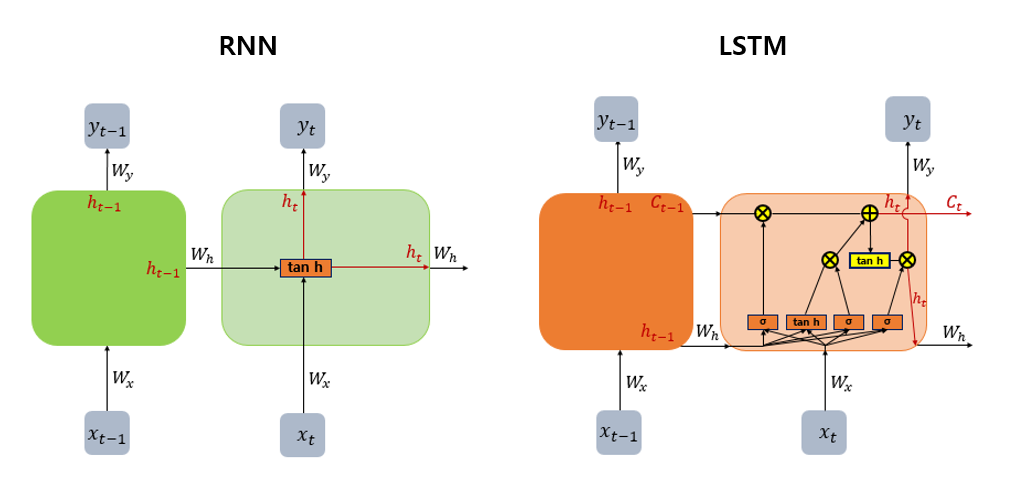 RNN
y_{t-1}
y_t
W_y
W_y
h_{t-1}
h_t
h_{t-1}
W_h
tan h
h_t
W_h
W_x
W_x
x_{t-1}
x_t
LSTM
y_{t-1}
y_t
W_y
W_y
h_{t-1}
C_{t-1}
h_t
C_t
tan h
h_t
σ
tan h
σ
σ
h_{t-1}
W_h
W_h
W_x
W_x
x_{t-1}
x_t